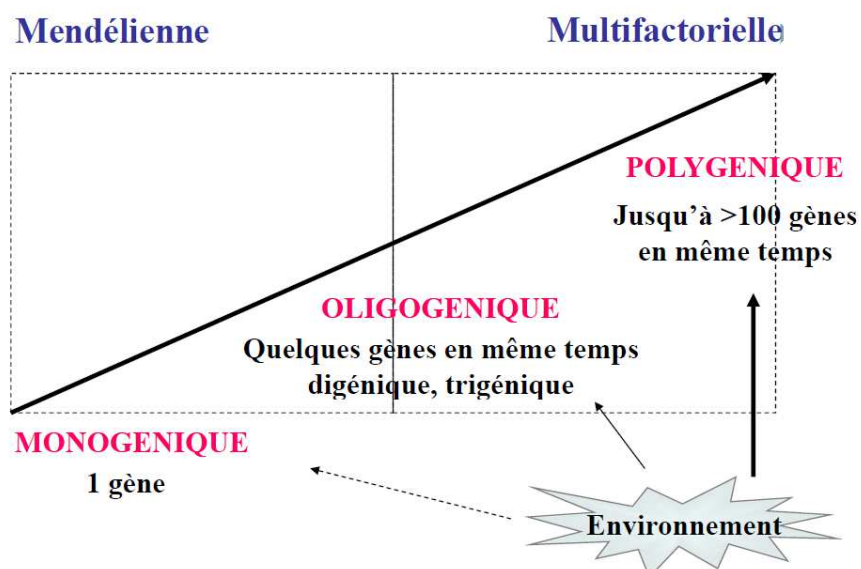 Mendélienne
Multifactorielle
POLYGENIQUE
Jusqu'à >100 gènes
en même temps
OLIGOGENIQUE
Quelques gènes en même temps
digénique, trigénique
MONOGENIQUE
1 gène
Environnement